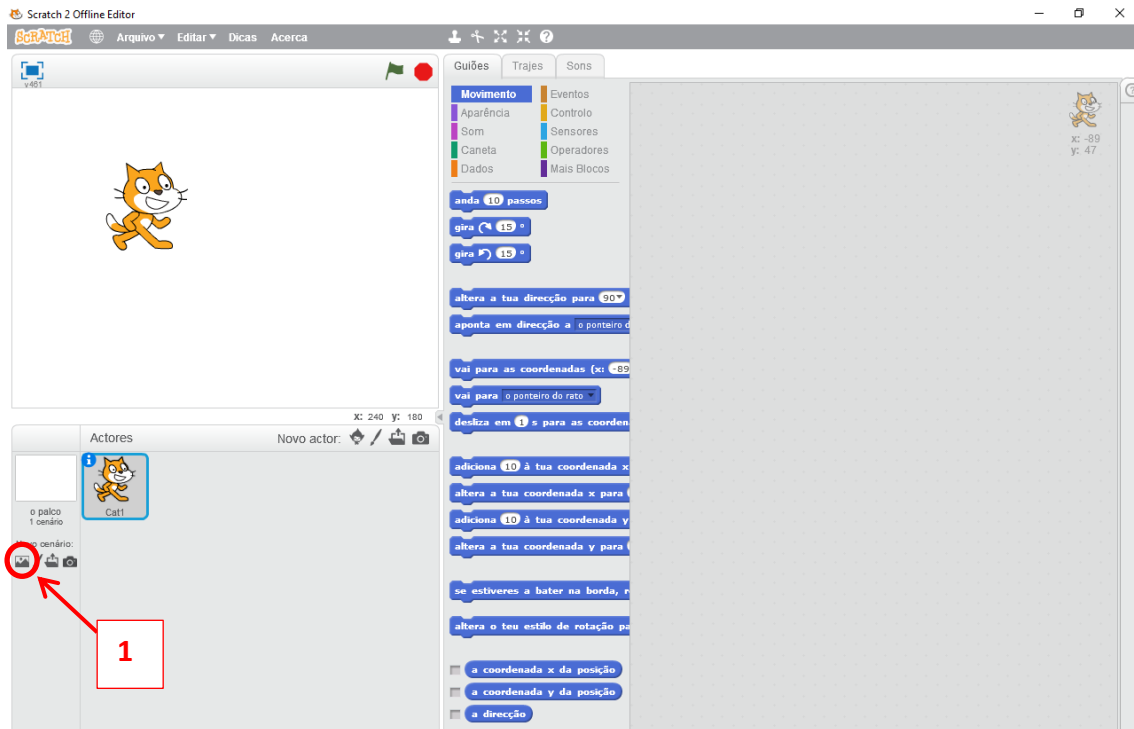 Scratch 2 Offline Editor
SCRATCH Arquivo Editar Dicas Acerca
v461
Guiões Trajes Sons
Movimento Eventos
Aparência Controlo
Som Sensores
Caneta Operadores
Dados Mais Blocos
x: -89
y: 47
anda 10 passos
gira 15 °
gira 15 °
altera a tua direcção para 90
aponta em direcção a o ponteiro d
vai para as coordenadas (x: -89
vai para o ponteiro do rato
desliza em 1 s para as coorden
adiciona 10 à tua coordenada x
altera a tua coordenada x para
adiciona 10 à tua coordenada y
altera a tua coordenada y para
se estiveres a bater na borda, r
altera o teu estilo de rotação pa
a coordenada x da posição
a coordenada y da posição
a direcção
X: 240 Y: 180
Actores Novo actor:
o palco
1 cenário
Cat1
Novo cenário:
1